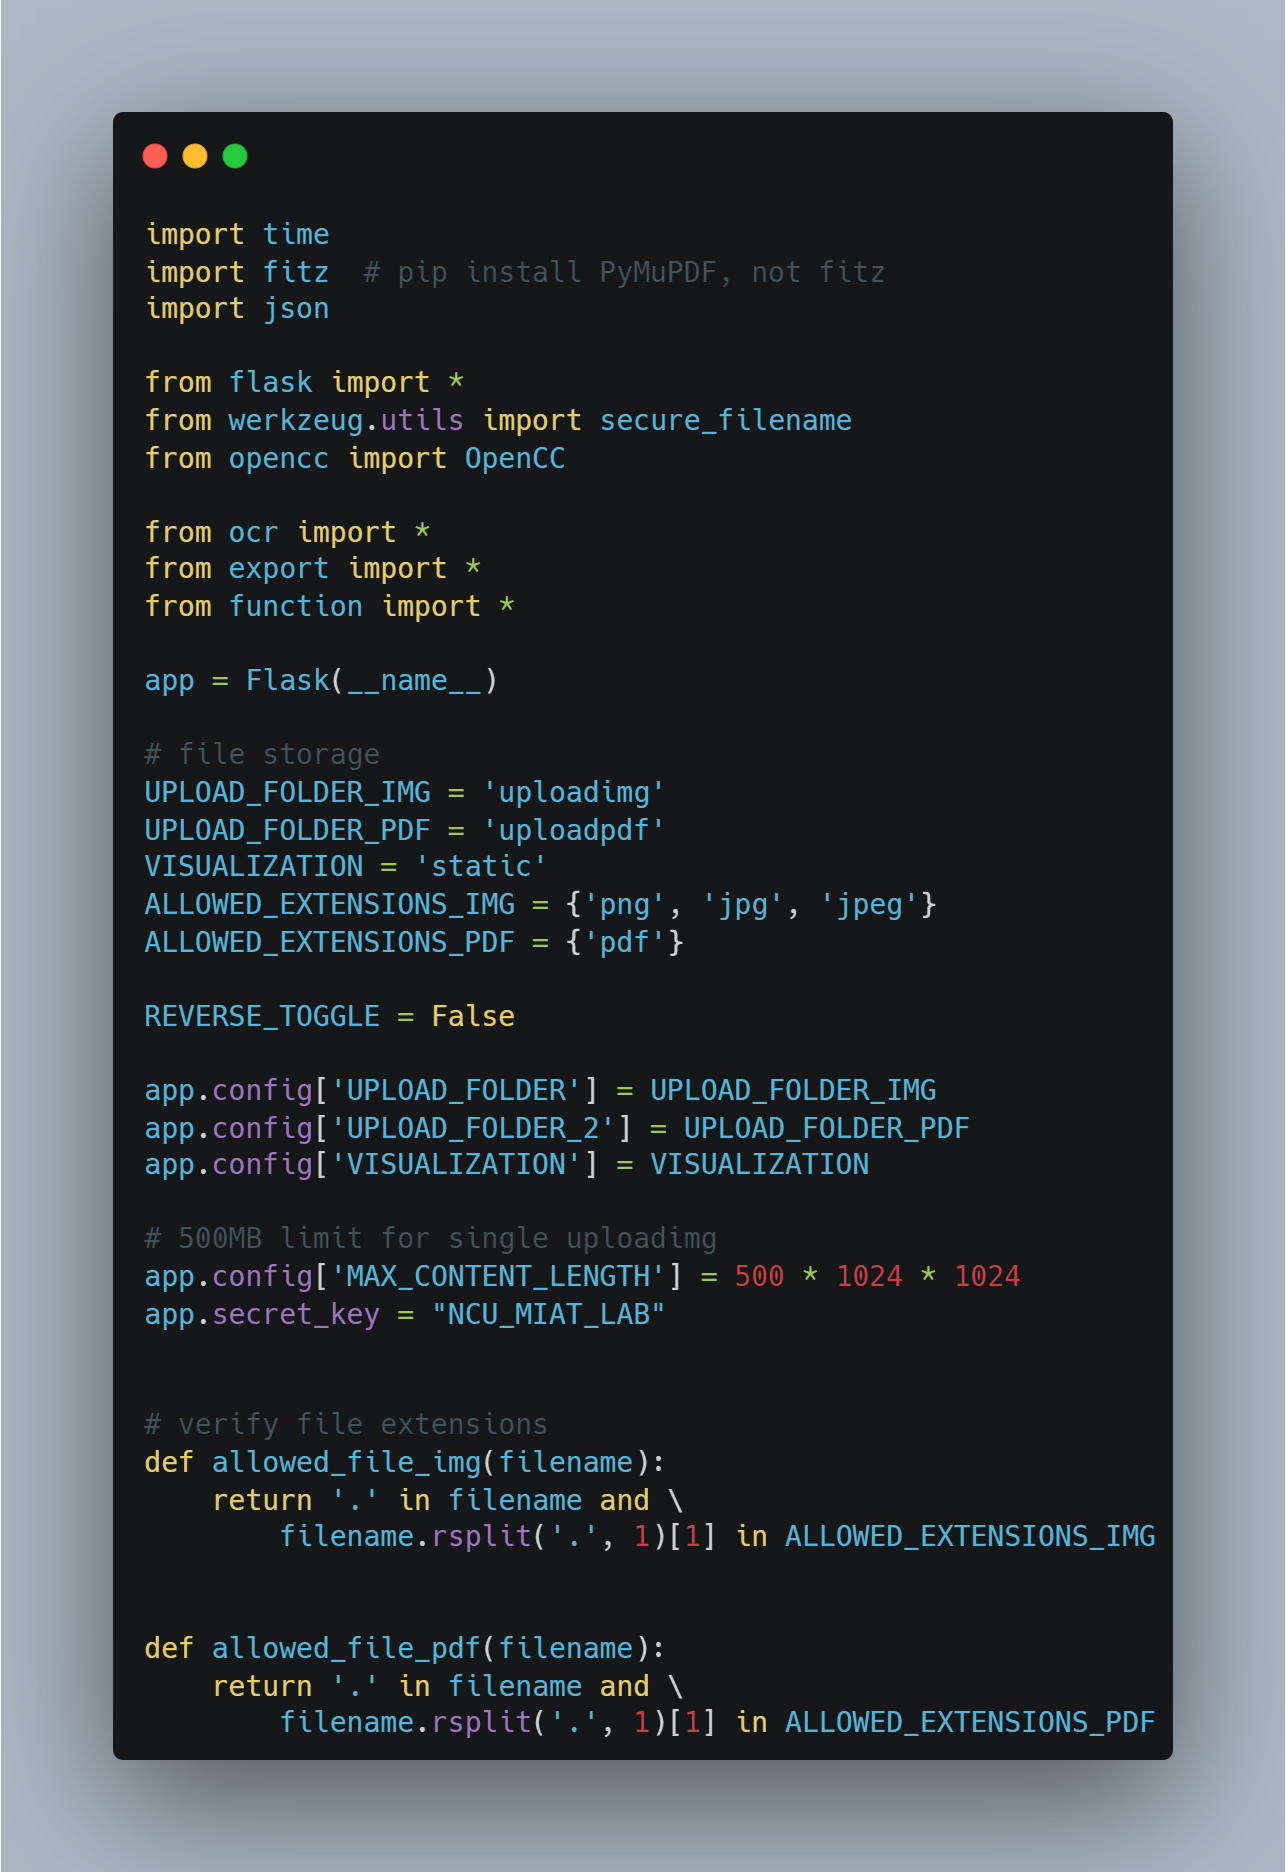 import time
import fitz  # pip install PyMuPDF, not fitz
import json

from flask import *
from werkzeug.utils import secure_filename
from opencc import OpenCC

from ocr import *
from export import *
from function import *

app = Flask(__name__)

# file storage
UPLOAD_FOLDER_IMG = 'uploadimg'
UPLOAD_FOLDER_PDF = 'uploadpdf'
VISUALIZATION = 'static'
ALLOWED_EXTENSIONS_IMG = {'png', 'jpg', 'jpeg'}
ALLOWED_EXTENSIONS_PDF = {'pdf'}

REVERSE_TOGGLE = False

app.config['UPLOAD_FOLDER'] = UPLOAD_FOLDER_IMG
app.config['UPLOAD_FOLDER_2'] = UPLOAD_FOLDER_PDF
app.config['VISUALIZATION'] = VISUALIZATION

# 500MB limit for single uploadimg
app.config['MAX_CONTENT_LENGTH'] = 500 * 1024 * 1024
app.secret_key = "NCU_MIAT_LAB"


# verify file extensions
def allowed_file_img(filename):
    return '.' in filename and \
        filename.rsplit('.', 1)[1] in ALLOWED_EXTENSIONS_IMG


def allowed_file_pdf(filename):
    return '.' in filename and \
        filename.rsplit('.', 1)[1] in ALLOWED_EXTENSIONS_PDF